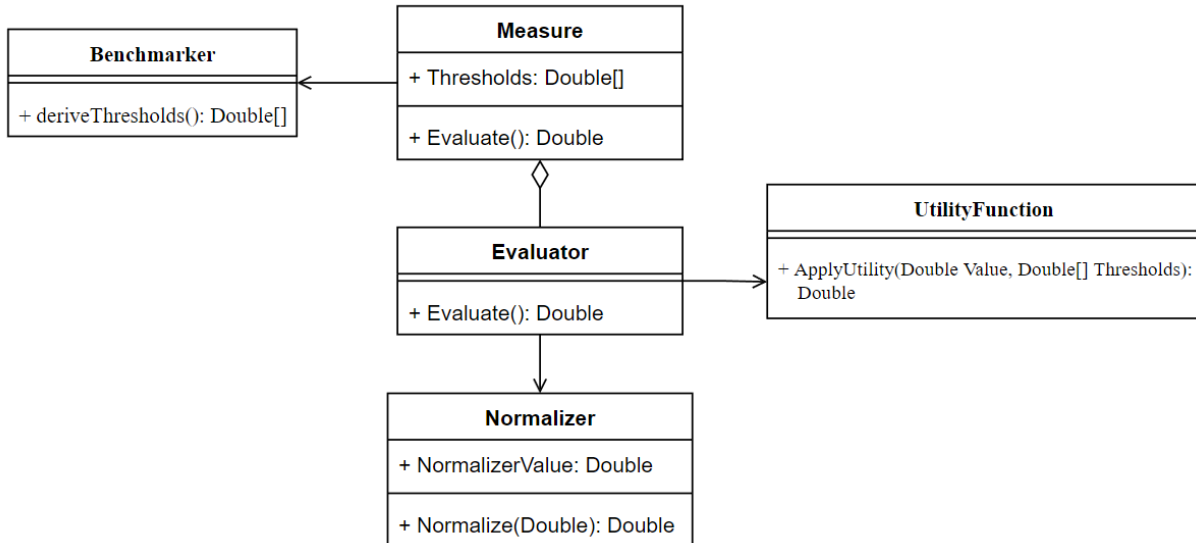 Benchmarker
+ deriveThresholds(): Double[]
Measure
+ Thresholds: Double[]
+ Evaluate(): Double
Evaluator
+ Evaluate(): Double
UtilityFunction
+ ApplyUtility(Double Value, Double[] Thresholds):
Double
Normalizer
+ NormalizerValue: Double
+ Normalize(Double): Double